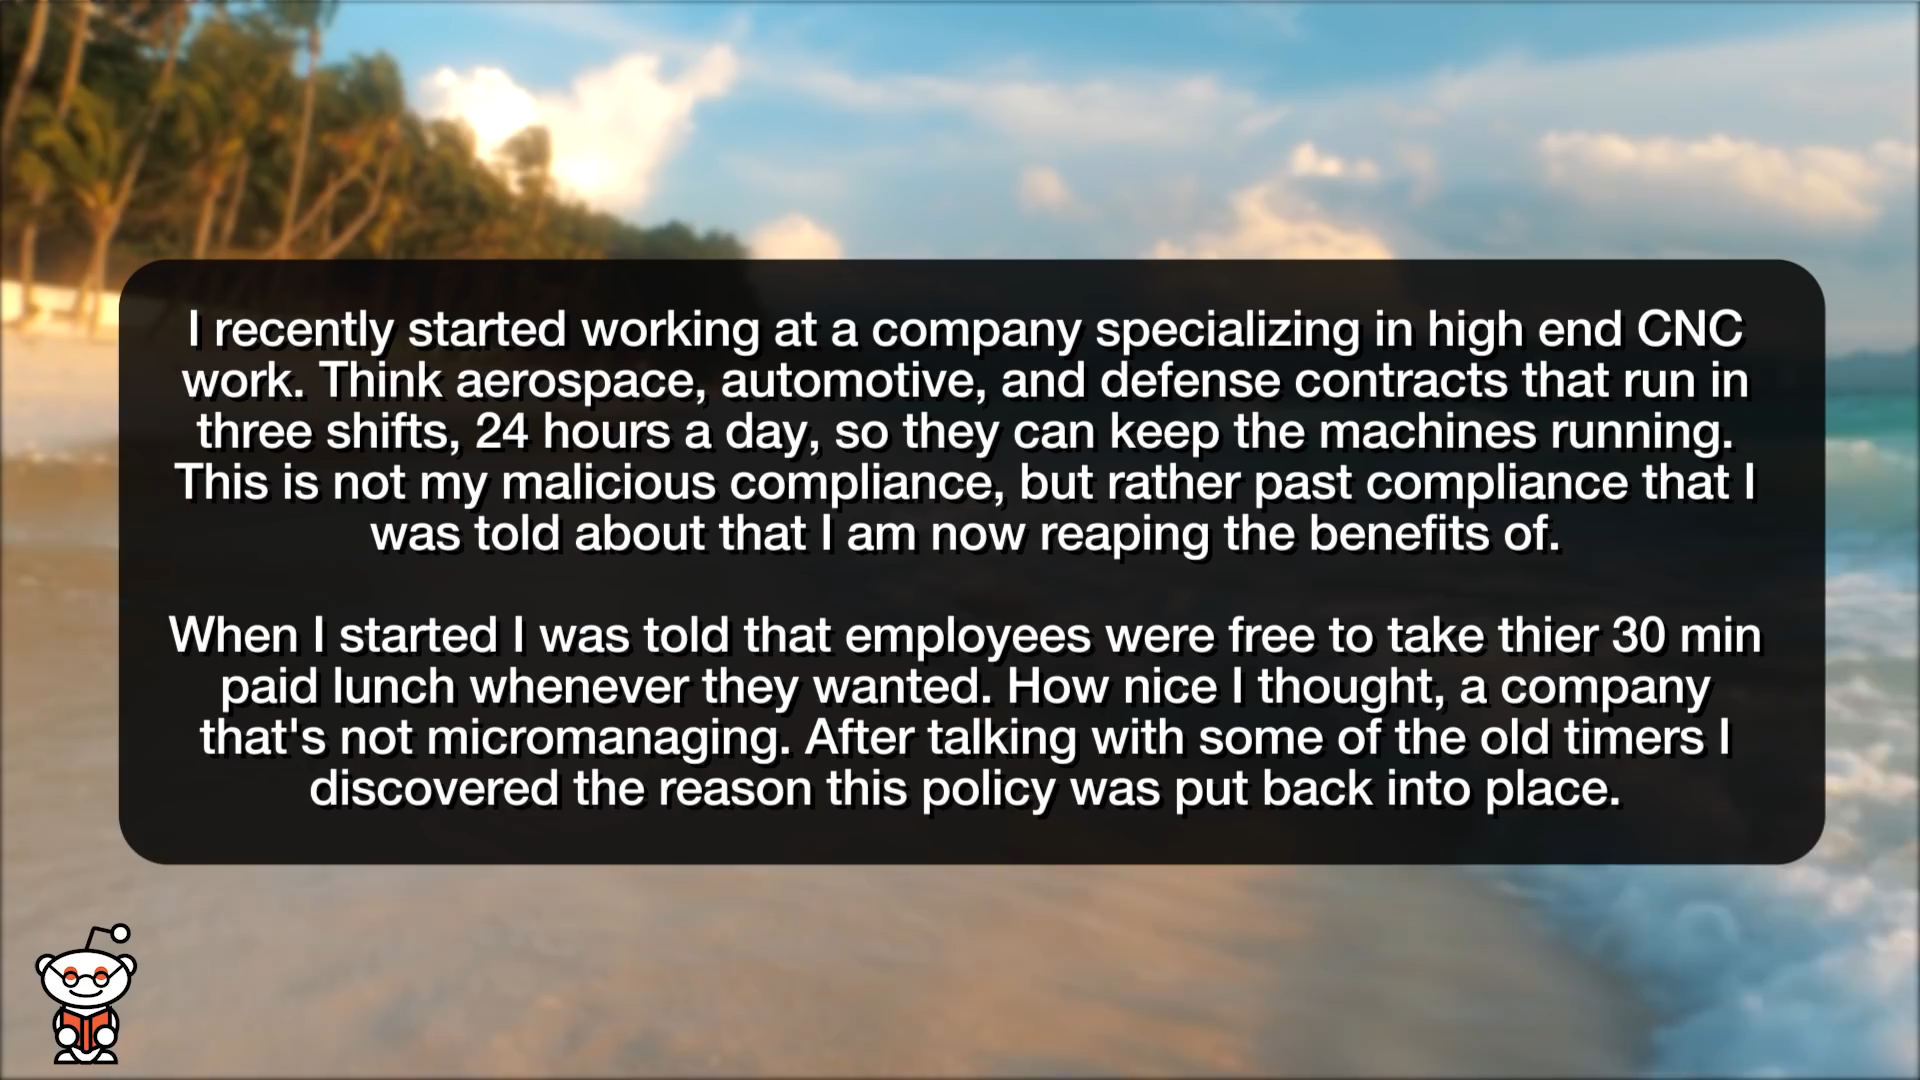 I recently started working at a company specializing in high end CNC
work. Think aerospace, automotive, and defense contracts that run in
three shifts, 24 hours a day, so they can keep the machines running.
This is not my malicious compliance, but rather past compliance that I
was told about that I am now reaping the benefits of.
When I started I was told that employees were free to take thier 30 min
paid lunch whenever they wanted. How nice I thought, a company
that's not micromanaging. After talking with some of the old timers I
discovered the reason this policy was put back into place.